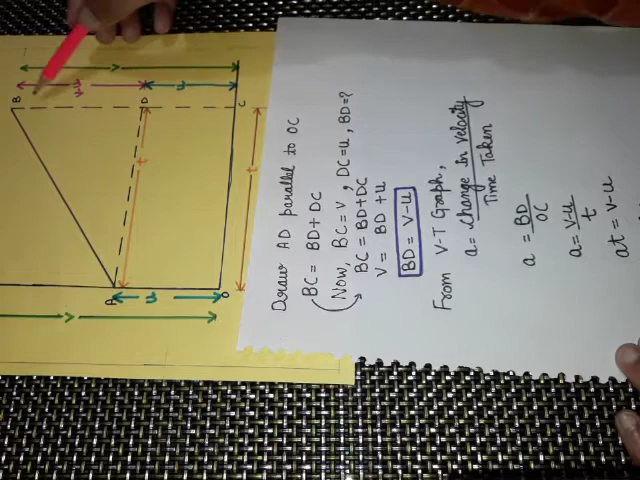 Draw AD parallel to OC
BC = BD + DC
Now, BC = V, DC = u, BD = ?
BC = BD + DC
V = BD + u
BD = V-u
From V-T Graph,
a = Change in Velocity
Time Taken
a = BD
OC
a = V-u
t
at = V-u
B
V
V-u
D
u
C
t
t
A
u
O
V